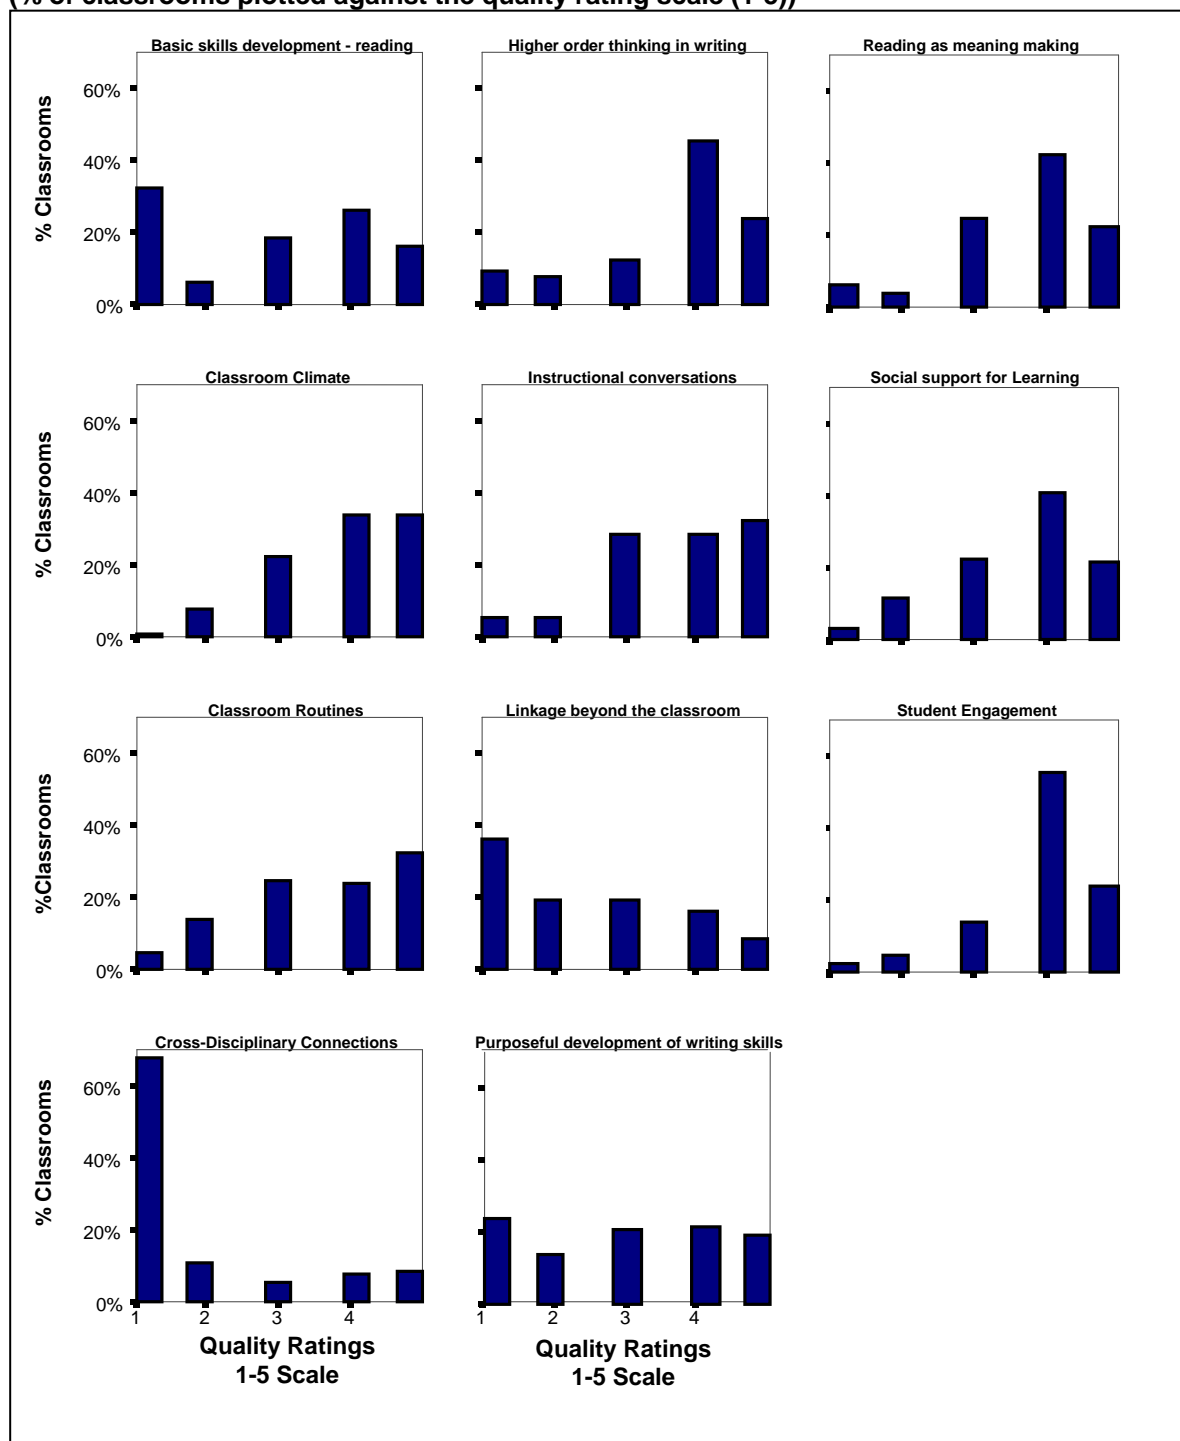 (% of classrooms plotted against the quality rating scale (1-5))
Basic skills development - reading
Higher order thinking in writing
Reading as meaning making
% Classrooms
60%
40%
20%
0%
Classroom Climate
Instructional conversations
Social support for Learning
% Classrooms
60%
40%
20%
0%
Classroom Routines
Linkage beyond the classroom
Student Engagement
%Classrooms
60%
40%
20%
0%
Cross-Disciplinary Connections
Purposeful development of writing skills
% Classrooms
60%
40%
20%
0%
1 2 3 4
1 2 3 4
Quality Ratings
1-5 Scale
Quality Ratings
1-5 Scale